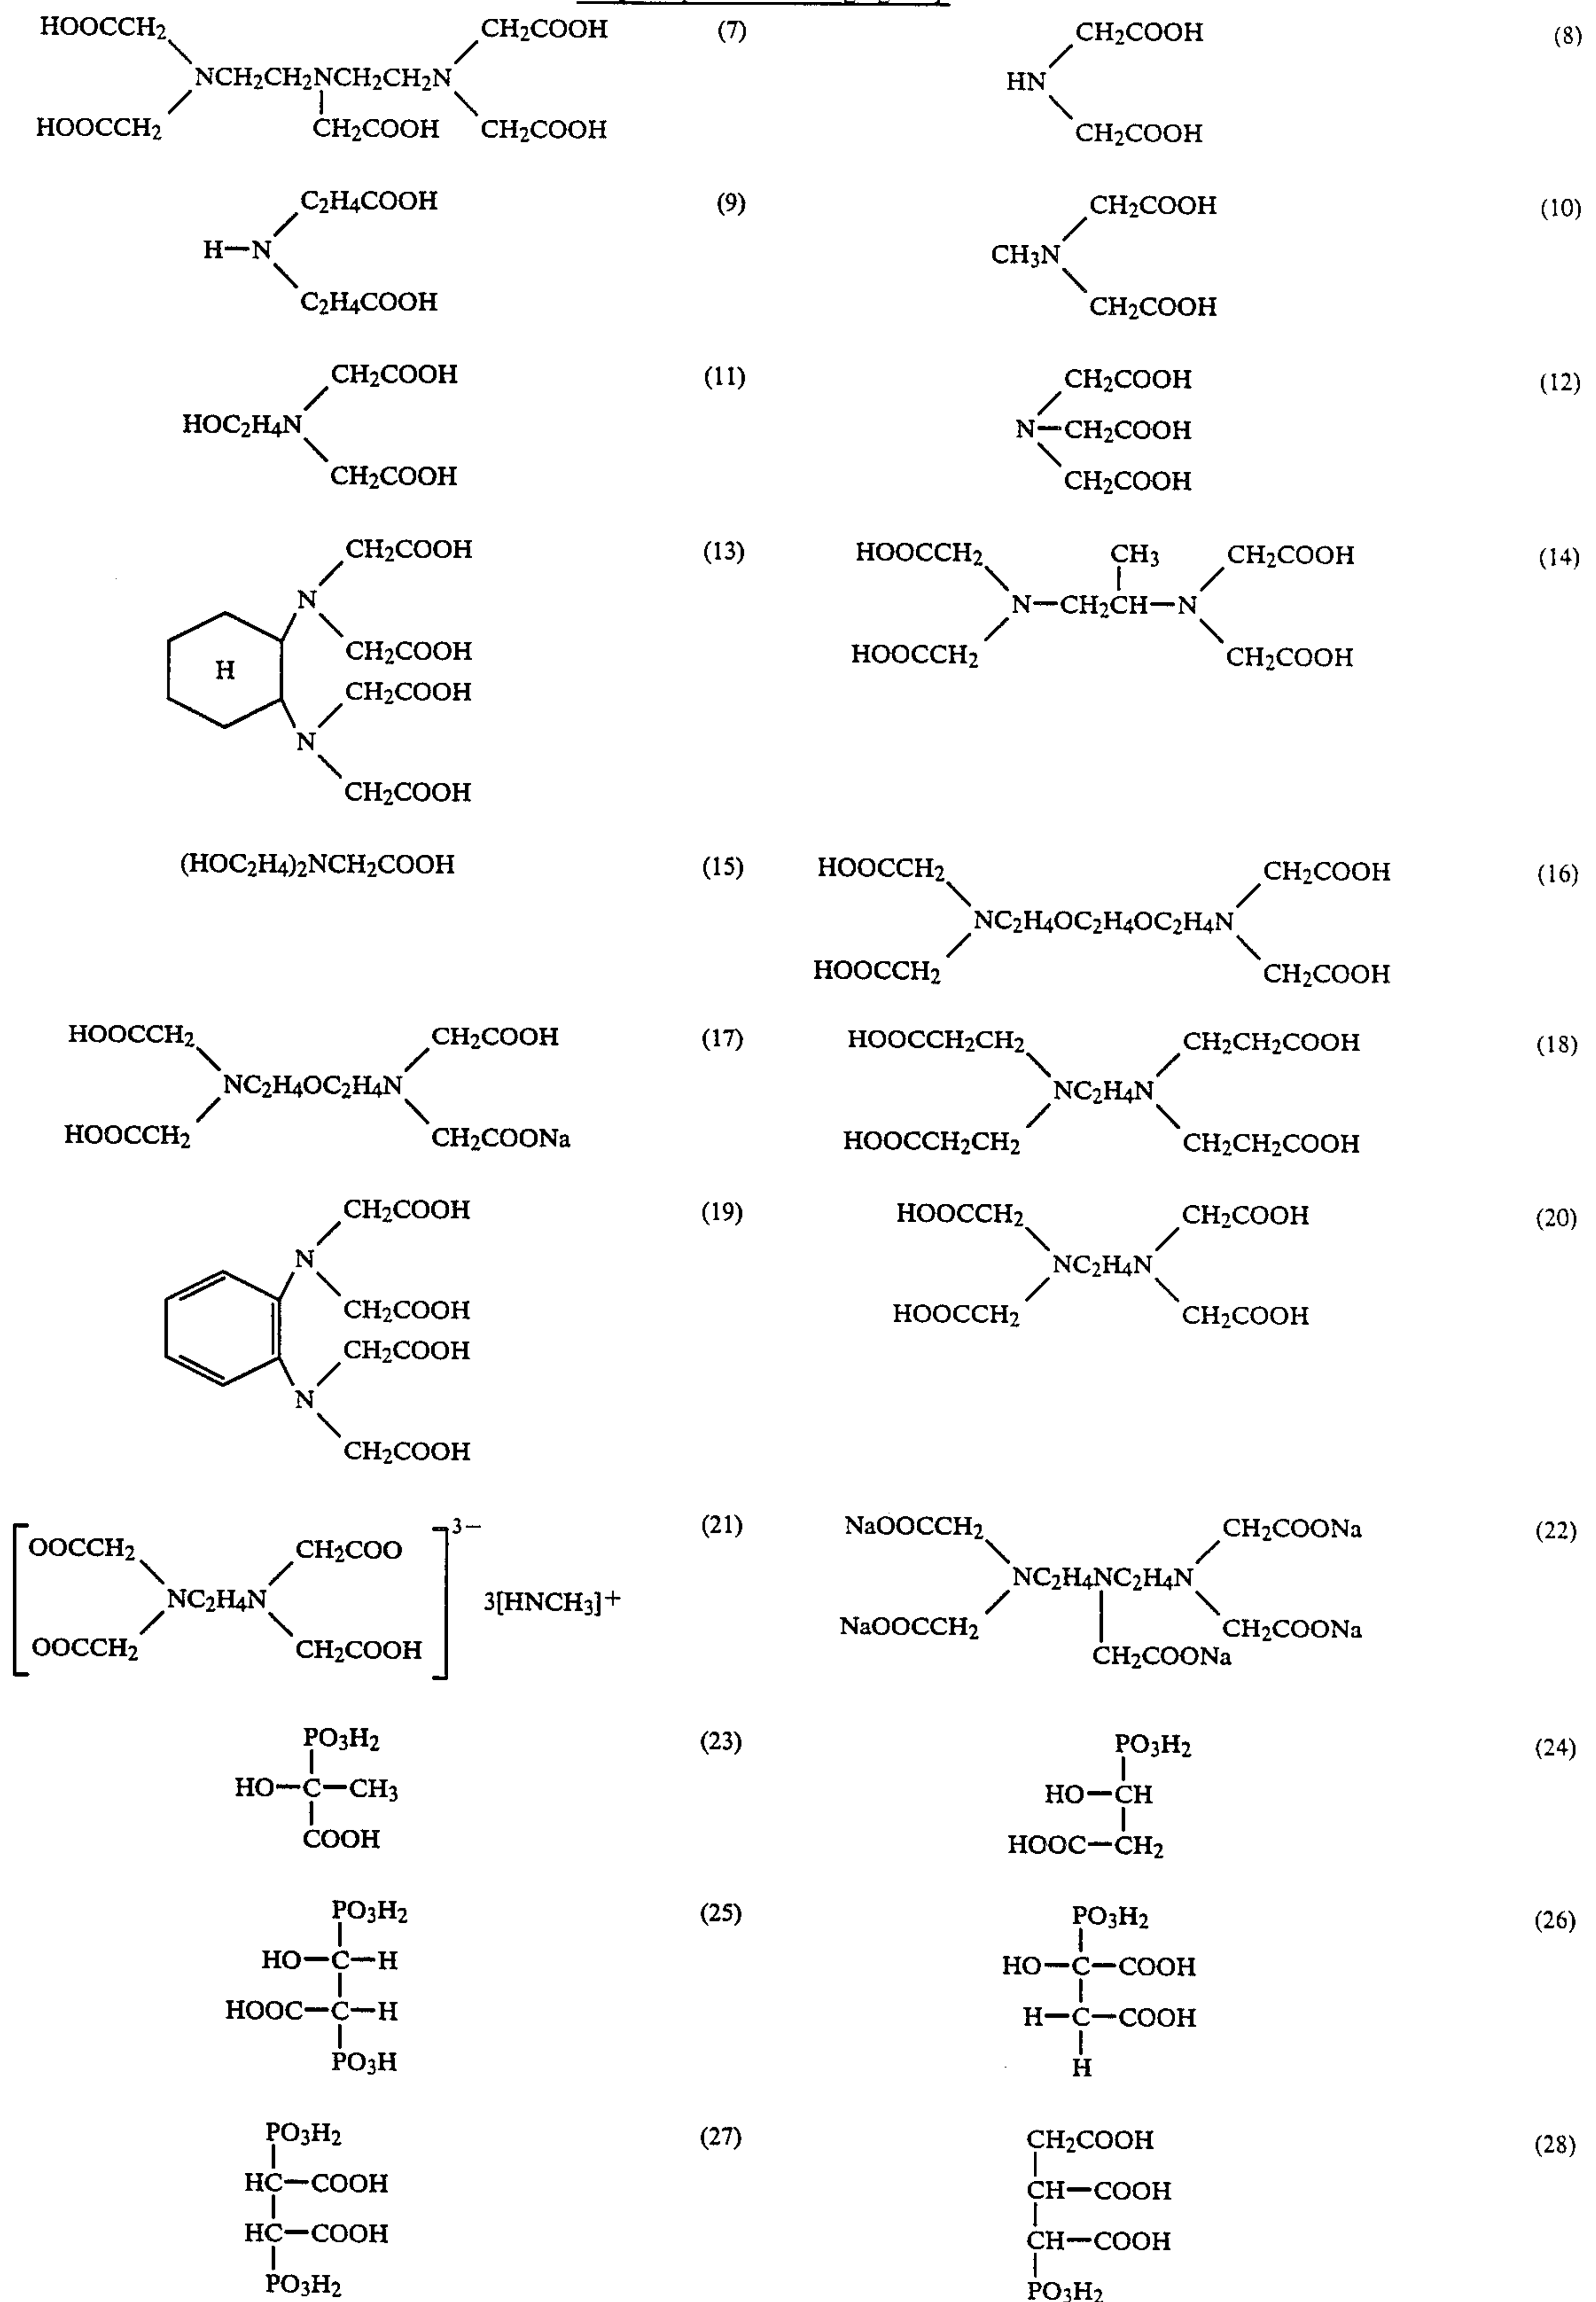 HOOCCH2 CH2COOH (7)
NCH2CH2NCH2CH2N
HOOCCH2 CH2COOH CH2COOH
CH2COOH (8)
HN
CH2COOH
C2H4COOH (9)
H—N
C2H4COOH
CH2COOH (10)
CH3N
CH2COOH
CH2COOH (11)
HOC2H4N
CH2COOH
CH2COOH (12)
N—CH2COOH
CH2COOH
CH2COOH (13)
N
CH2COOH
H
CH2COOH
N
CH2COOH
HOOCCH2 CH3 CH2COOH (14)
N—CH2CH—N
HOOCCH2 CH2COOH
(HOC2H4)2NCH2COOH (15)
HOOCCH2 CH2COOH (16)
NC2H4OC2H4OC2H4N
HOOCCH2 CH2COOH
HOOCCH2 CH2COOH (17)
NC2H4OC2H4N
HOOCCH2 CH2COONa
HOOCCH2CH2 CH2CH2COOH (18)
NC2H4N
HOOCCH2CH2 CH2CH2COOH
CH2COOH (19)
N
CH2COOH
CH2COOH
N
CH2COOH
HOOCCH2 CH2COOH (20)
NC2H4N
HOOCCH2 CH2COOH
3− (21)
OOCCH2 CH2COO
NC2H4N 3[HNCH3]+
OOCCH2 CH2COOH
NaOOCCH2 CH2COONa (22)
NC2H4NC2H4N
NaOOCCH2 CH2COONa
CH2COONa
PO3H2 (23)
HO—C—CH3
COOH
PO3H2 (24)
HO—CH
HOOC—CH2
PO3H2 (25)
HO—C—H
HOOC—C—H
PO3H
PO3H2 (26)
HO—C—COOH
H—C—COOH
H
PO3H2 (27)
HC—COOH
HC—COOH
PO3H2
CH2COOH (28)
CH—COOH
CH—COOH
PO3H2